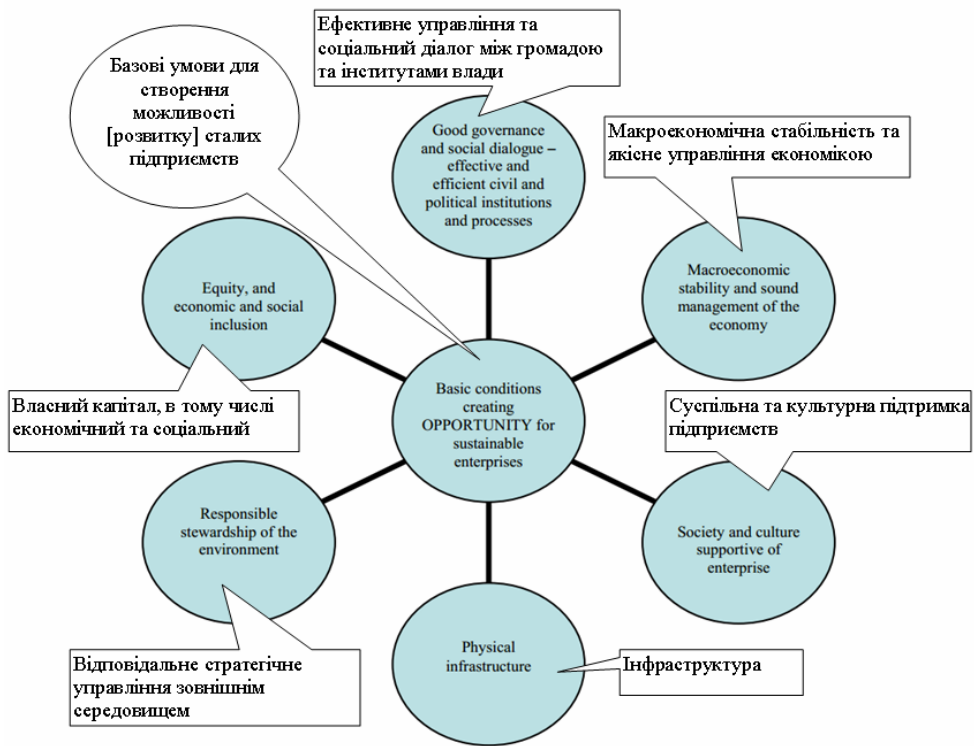 Ефективне управління та
соціальний діалог між громадою
та інститутами влади
Базові умови для
створення
можливості
[розвитку] сталих
підприємств
Good governance
and social dialogue –
effective and
efficient civil and
political institutions
and processes
Макроекономічна стабільність та
якісне управління економікою
Equity, and
economic and social
inclusion
Macroeconomic
stability and sound
management of the
economy
Власний капітал, в тому числі
економічний та соціальний
Basic conditions
creating
OPPORTUNITY for
sustainable
enterprises
Суспільна та культурна підтримка
підприємств
Responsible
stewardship of the
environment
Society and culture
supportive of
enterprise
Відповідальне стратегічне
управління зовнішнім
середовищем
Physical
infrastructure
Інфраструктура